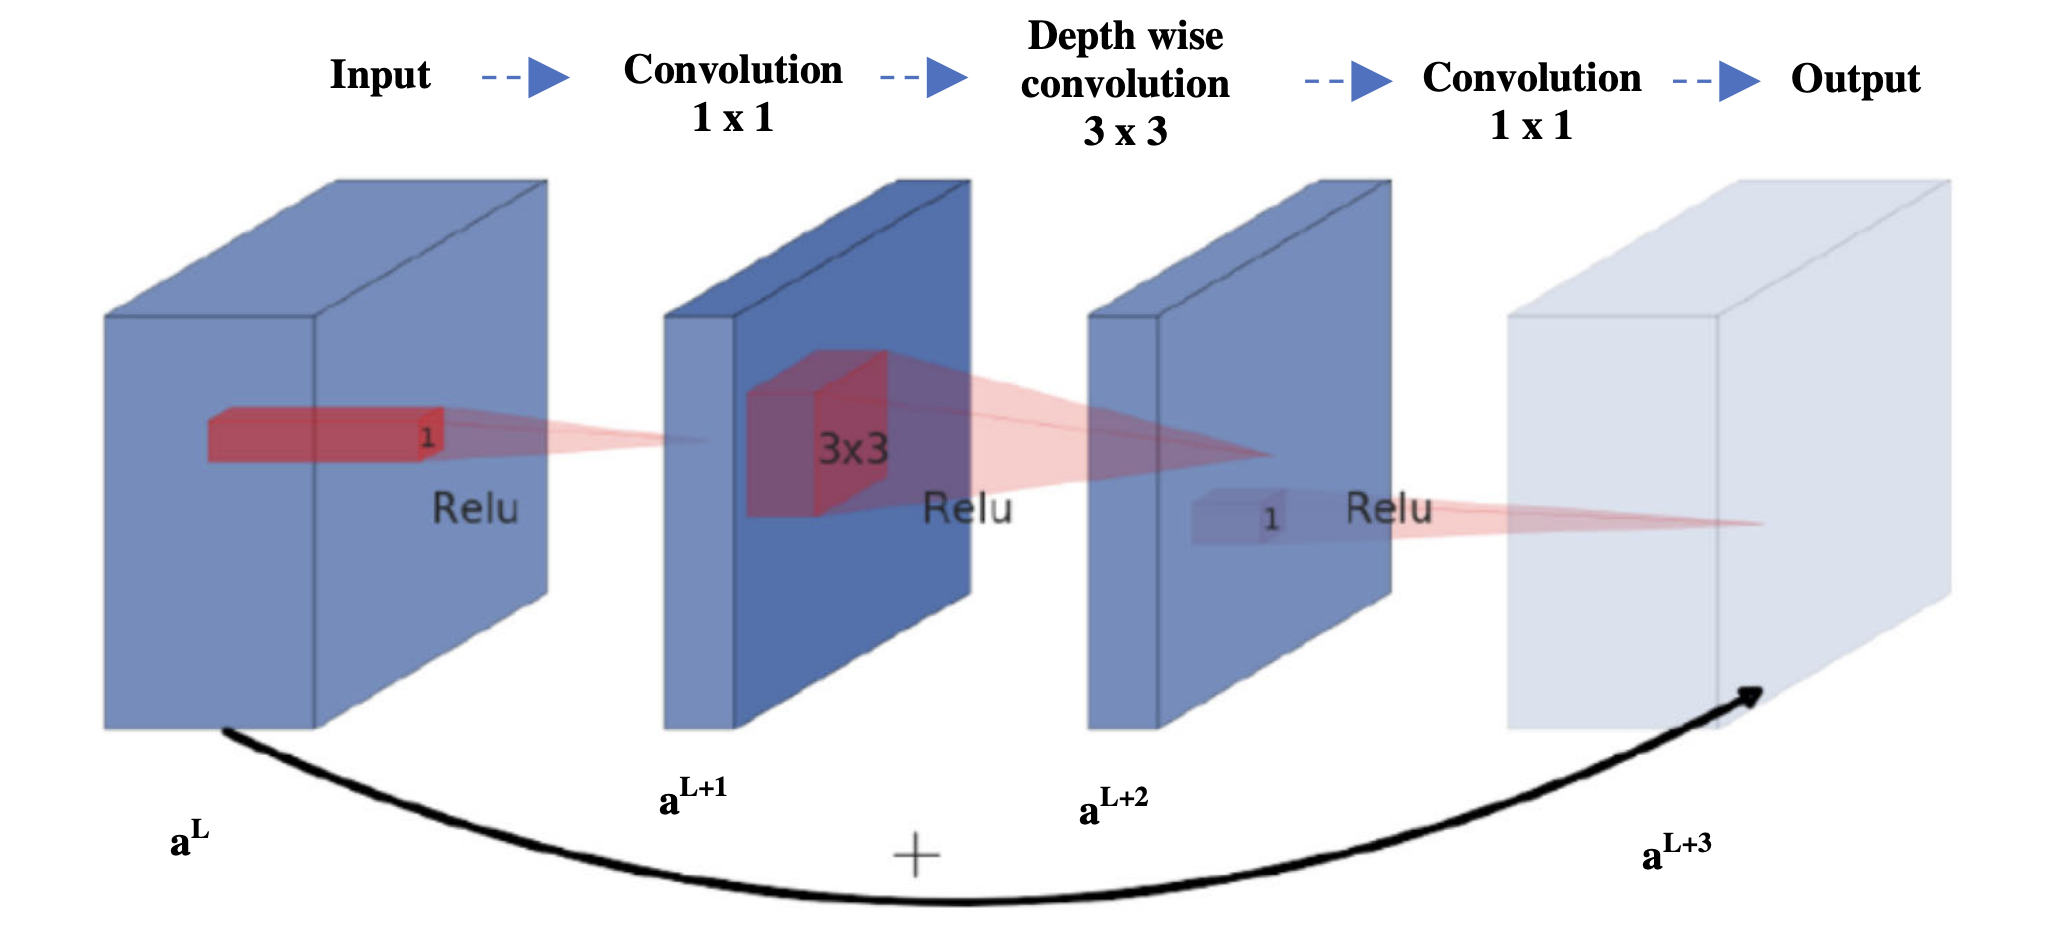 Input
Convolution
1 x 1
Depth wise
convolution
3 x 3
Convolution
1 x 1
Output
1
Relu
3x3
Relu
1
Relu
a^L
a^L+1
+
a^L+2
a^L+3